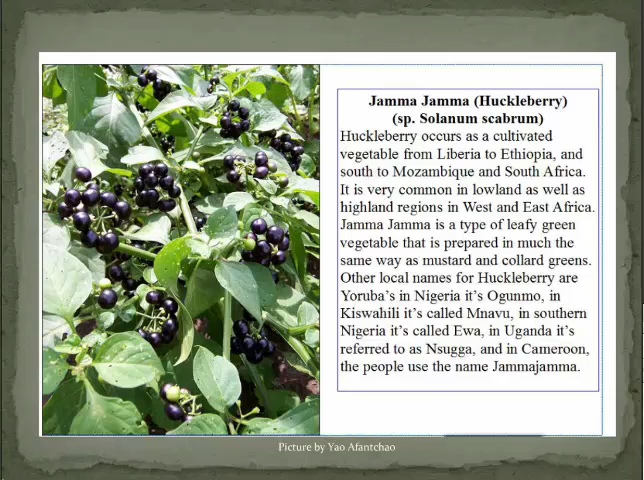 Jamma Jamma (Huckleberry)
(sp. Solanum scabrum)
Huckleberry occurs as a cultivated
vegetable from Liberia to Ethiopia, and
south to Mozambique and South Africa.
It is very common in lowland as well as
highland regions in West and East Africa.
Jamma Jamma is a type of leafy green
vegetable that is prepared in much the
same way as mustard and collard greens.
Other local names for Huckleberry are
Yoruba's in Nigeria it's Ogunmo, in
Kiswahili it's called Mnavu, in southern
Nigeria it's called Ewa, in Uganda it's
referred to as Nsugga, and in Cameroon,
the people use the name Jammajamma.
Picture by Yao Afantchao